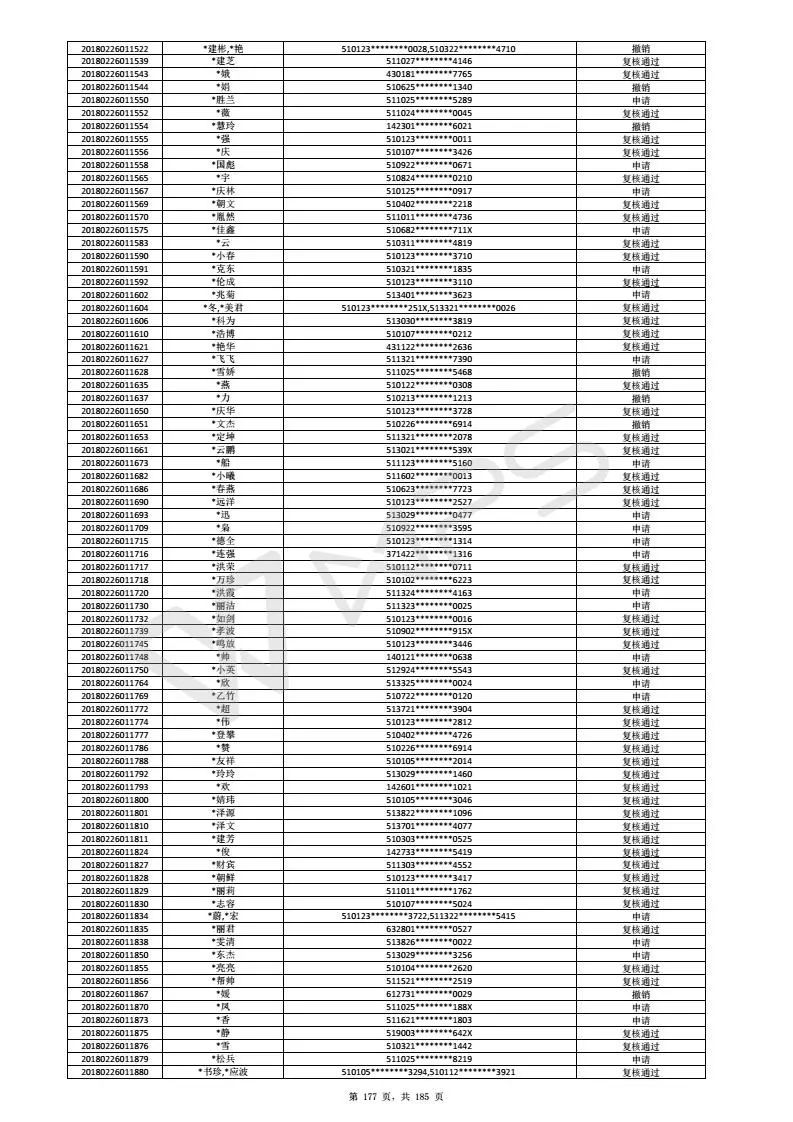 20180226011522 *建彬,*艳 510123********0028,510322********4710 撤销
20180226011539 *建芝 511027********4146 复核通过
20180226011543 *娥 430181********7765 复核通过
20180226011544 *娟 510625********1340 撤销
20180226011550 *胜兰 511025********5289 申请
20180226011552 *薇 511024********0045 复核通过
20180226011554 *慧玲 142301********6021 撤销
20180226011555 *强 510123********0011 复核通过
20180226011556 *庆 510107********3426 复核通过
20180226011558 *国彪 510922********0671 申请
20180226011565 *宇 510824********0210 复核通过
20180226011567 *庆林 510125********0917 申请
20180226011569 *朝文 510402********2218 复核通过
20180226011570 *胤然 511011********4736 复核通过
20180226011575 *佳鑫 510682********711X 申请
20180226011583 *云 510311********4819 复核通过
20180226011590 *小春 510123********3710 复核通过
20180226011591 *克东 510321********1835 申请
20180226011592 *伦成 510123********3110 复核通过
20180226011602 *兆菊 513401********3623 申请
20180226011604 *冬,*美君 510123********251X,513321********0026 复核通过
20180226011606 *科为 513030********3819 复核通过
20180226011610 *浩博 510107********0212 复核通过
20180226011621 *艳华 431122********2636 复核通过
20180226011627 *飞飞 511321********7390 申请
20180226011628 *雪娇 511025********5468 撤销
20180226011635 *燕 510122********0308 复核通过
20180226011637 *力 510213********1213 撤销
20180226011650 *庆华 510123********3728 复核通过
20180226011651 *文杰 510226********6914 撤销
20180226011653 *定坤 511321********2078 复核通过
20180226011661 *云鹏 513021********539X 复核通过
20180226011673 *船 511123********5160 申请
20180226011682 *小曦 511602********0013 复核通过
20180226011686 *春燕 510623********7723 复核通过
20180226011690 *远洋 510123********2527 复核通过
20180226011693 *迅 513029********0477 申请
20180226011709 *枭 510922********3595 申请
20180226011715 *德全 510123********1314 申请
20180226011716 *连强 371422********1316 申请
20180226011717 *洪荣 510112********0711 复核通过
20180226011718 *万珍 510102********6223 复核通过
20180226011720 *洪霞 511324********4163 申请
20180226011730 *丽洁 511323********0025 申请
20180226011732 *如剑 510123********0016 复核通过
20180226011739 *孝波 510902********915X 复核通过
20180226011745 *鸣放 510123********3446 复核通过
20180226011748 *帅 140121********0638 申请
20180226011750 *小英 512924********5543 复核通过
20180226011764 *欣 513325********0024 申请
20180226011769 *乙竹 510722********0120 申请
20180226011772 *超 513721********3904 复核通过
20180226011774 *伟 510123********2812 复核通过
20180226011777 *登攀 510402********4726 复核通过
20180226011786 *赞 510226********6914 复核通过
20180226011788 *友祥 510105********2014 复核通过
20180226011792 *玲玲 513029********1460 复核通过
20180226011793 *欢 142601********1021 复核通过
20180226011800 *婧玮 510105********3046 复核通过
20180226011801 *泽源 513822********1096 复核通过
20180226011810 *泽文 513701********4077 复核通过
20180226011811 *建芳 510303********0525 复核通过
20180226011824 *俊 142733********5419 复核通过
20180226011827 *财宾 511303********4552 复核通过
20180226011828 *朝鲜 510123********3417 复核通过
20180226011829 *丽莉 511011********1762 复核通过
20180226011830 *志容 510107********5024 复核通过
20180226011834 *蔚,*宏 510123********3722,511322********5415 申请
20180226011835 *丽君 632801********0527 复核通过
20180226011838 *雯清 513826********0022 申请
20180226011850 *东杰 513029********3256 申请
20180226011855 *亮亮 510104********2620 复核通过
20180226011856 *帮帅 511521********2519 复核通过
20180226011867 *媛 612731********0029 撤销
20180226011870 *凤 511025********188X 申请
20180226011873 *香 511621********1803 申请
20180226011875 *静 519003********642X 复核通过
20180226011876 *雪 510321********1442 复核通过
20180226011879 *松兵 511025********8219 申请
20180226011880 *书珍,*应波 510105********3294,510112********3921 复核通过
第 177 页，共 185 页